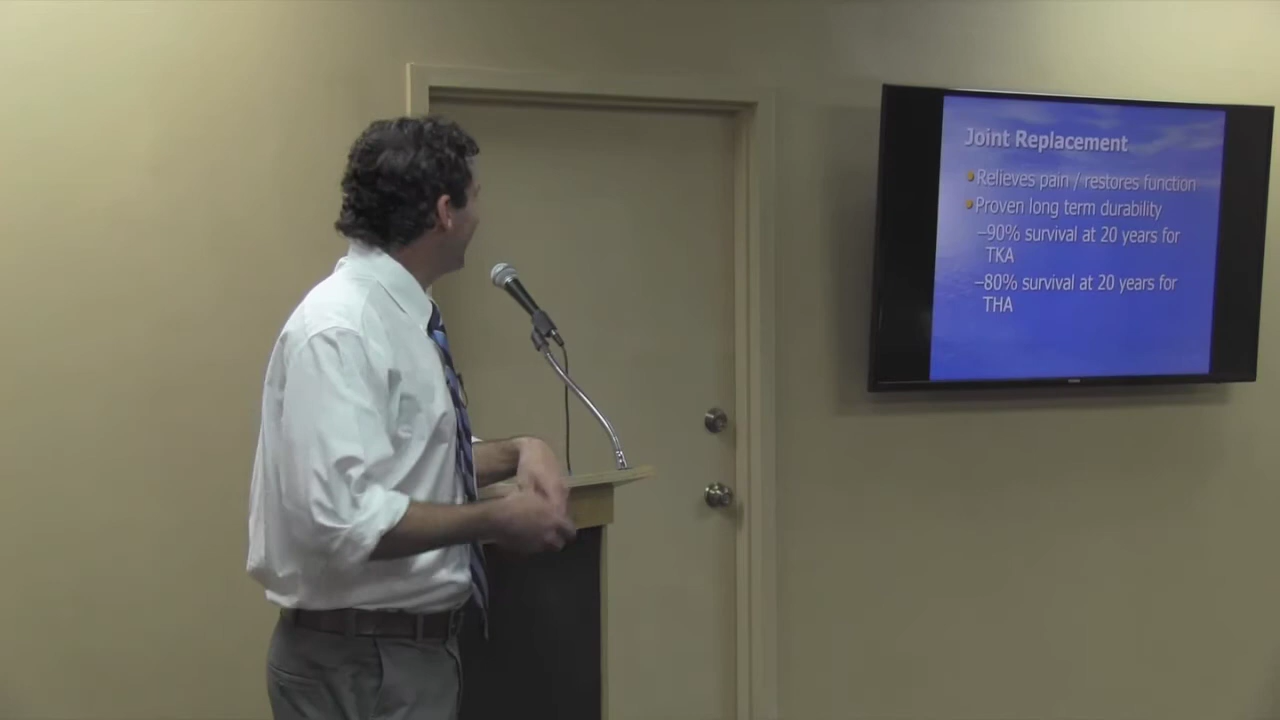 Joint Replacement
•Relieves pain / restores function
•Proven long term durability
–90% survival at 20 years for
TKA
–80% survival at 20 years for
THA